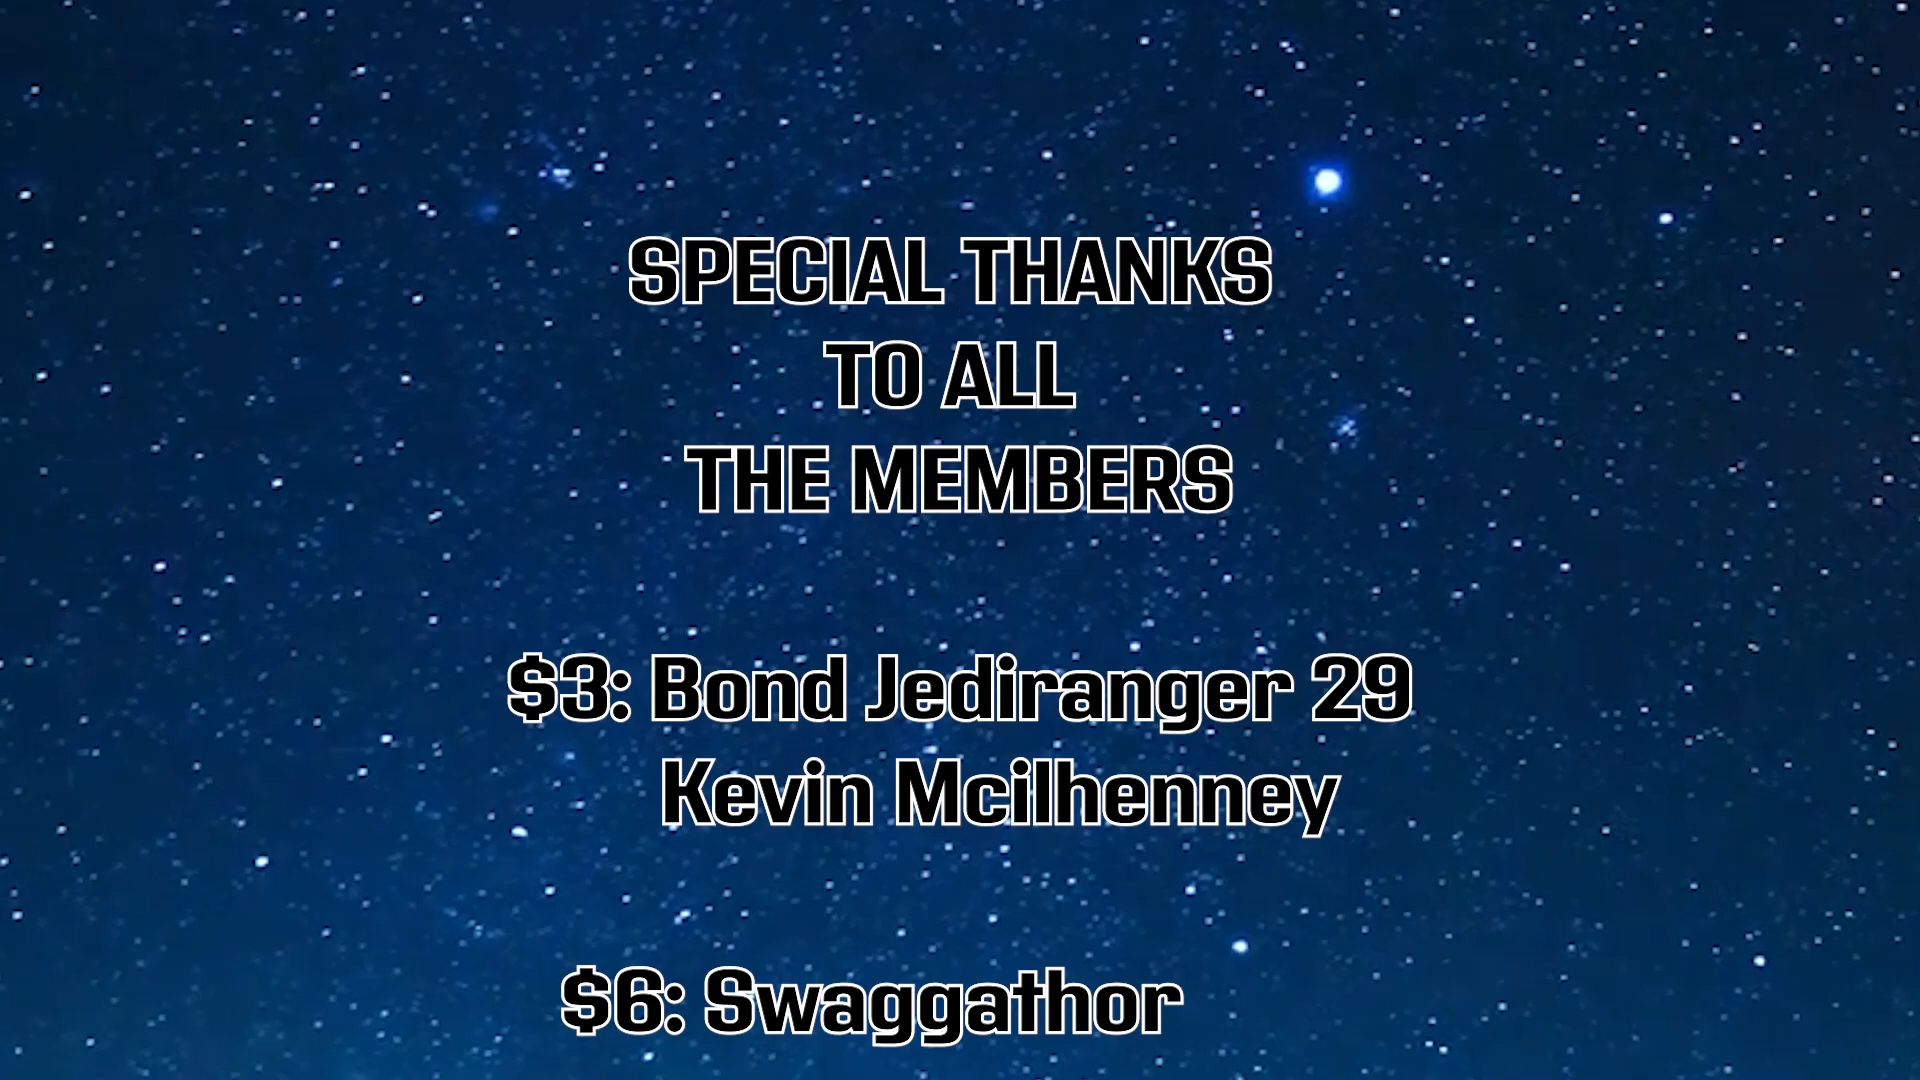 SPECIAL THANKS
TO ALL
THE MEMBERS
$3: Bond Jediranger 29
Kevin Mcilhenney
$6: Swaggathor